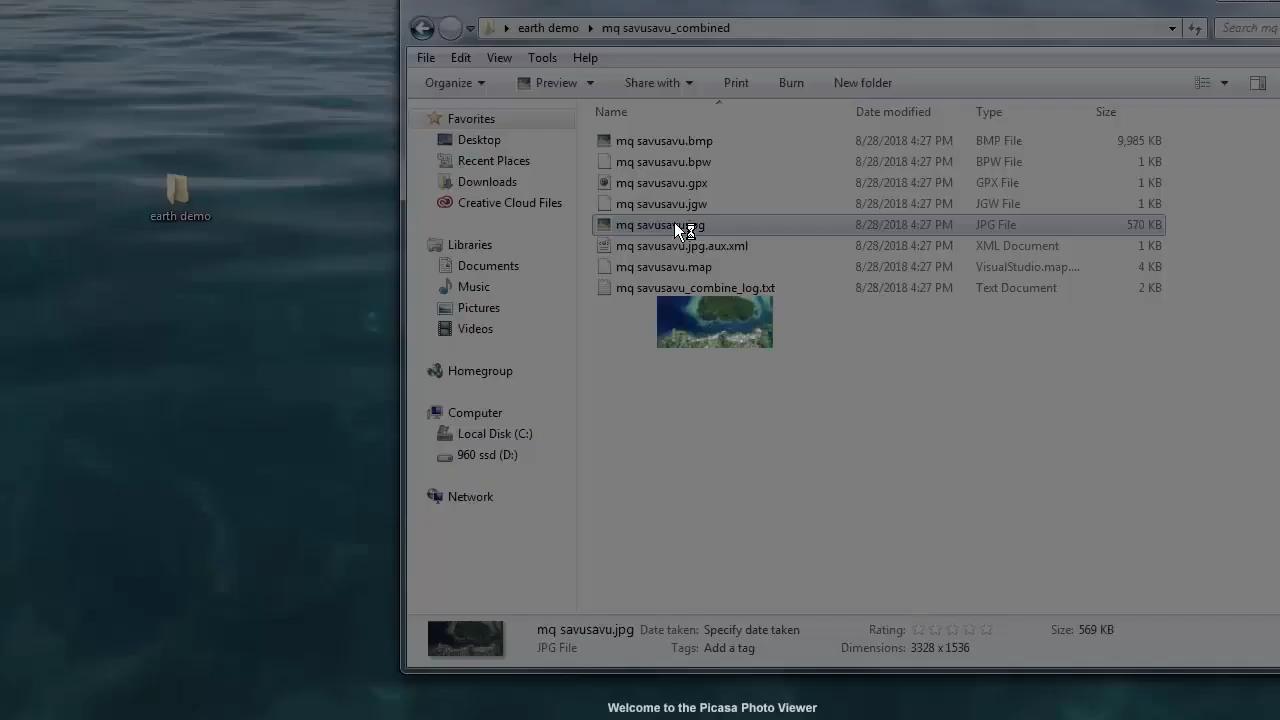 earth demo
earth demo mq savusavu_combined Search mq
File Edit View Tools Help
Organize Preview Share with Print Burn New folder
Name Date modified Type Size
Favorites
Desktop
Recent Places
Downloads
Creative Cloud Files
Libraries
Documents
Music
Pictures
Videos
Homegroup
Computer
Local Disk (C:)
960 ssd (D:)
Network
mq savusavu.bmp 8/28/2018 4:27 PM BMP File 9,985 KB
mq savusavu.bpw 8/28/2018 4:27 PM BPW File 1 KB
mq savusavu.gpx 8/28/2018 4:27 PM GPX File 1 KB
mq savusavu.jgw 8/28/2018 4:27 PM JGW File 1 KB
mq savusavu.jpg 8/28/2018 4:27 PM JPG File 570 KB
mq savusavu.jpg.aux.xml 8/28/2018 4:27 PM XML Document 1 KB
mq savusavu.map 8/28/2018 4:27 PM VisualStudio.map.... 4 KB
mq savusavu_combine_log.txt 8/28/2018 4:27 PM Text Document 2 KB
mq savusavu.jpg Date taken: Specify date taken Rating: Size: 569 KB
JPG File Tags: Add a tag Dimensions: 3328 x 1536
Welcome to the Picasa Photo Viewer